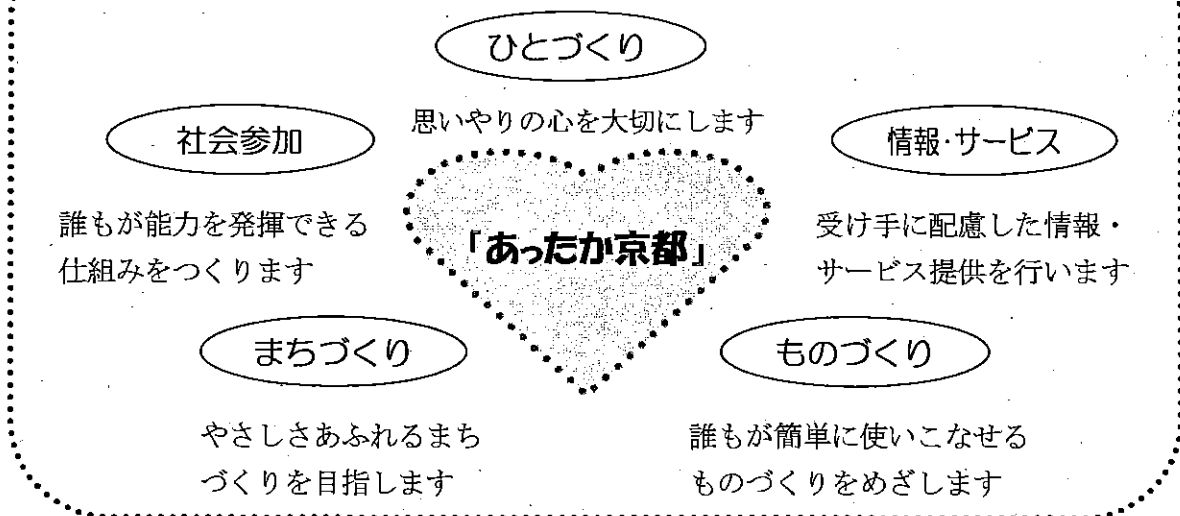 ひとづくり
思いやりの心を大切にします
社会参加
誰もが能力を発揮できる
仕組みをつくります
情報・サービス
受け手に配慮した情報・
サービス提供を行います
「あったか京都」
まちづくり
やさしさあふれるまち
づくりを目指します
ものづくり
誰もが簡単に使いこなせる
ものづくりをめざします